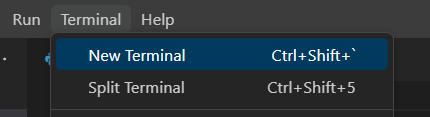 Run Terminal Help
New Terminal Ctrl+Shift+`
Split Terminal Ctrl+Shift+5